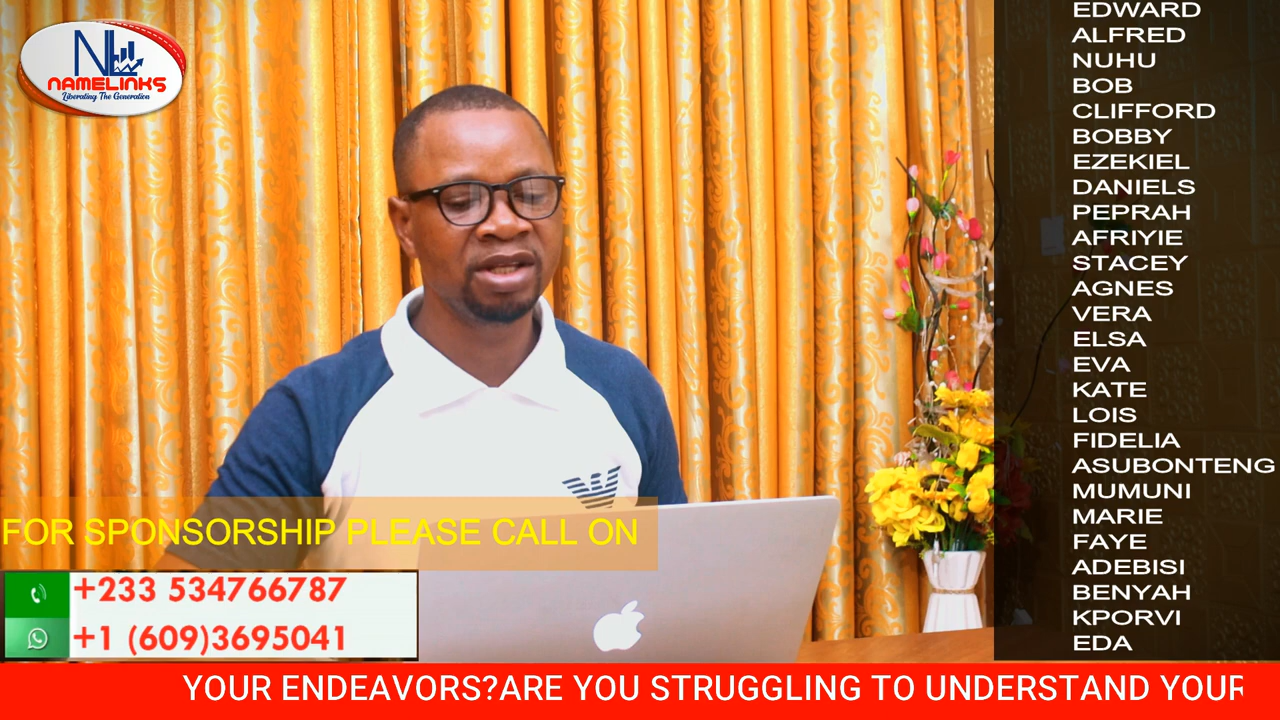 NL
NAMELINKS
Liberating The Generation
EDWARD
ALFRED
NUHU
BOB
CLIFFORD
BOBBY
EZEKIEL
DANIELS
PEPRAH
AFRIYIE
STACEY
AGNES
VERA
ELSA
EVA
KATE
LOIS
FIDELIA
ASUBONTENG
MUMUNI
MARIE
FAYE
ADEBISI
BENYAH
KPORVI
EDA
FOR SPONSORSHIP PLEASE CALL ON
+233 534766787
+1 (609)3695041
YOUR ENDEAVORS?ARE YOU STRUGGLING TO UNDERSTAND YOUR